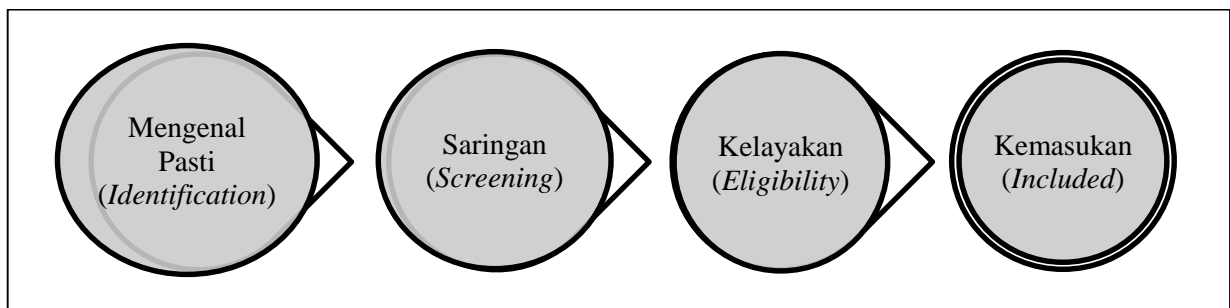 Mengenal
Pasti
(Identification)
Saringan
(Screening)
Kelayakan
(Eligibility)
Kemasukan
(Included)